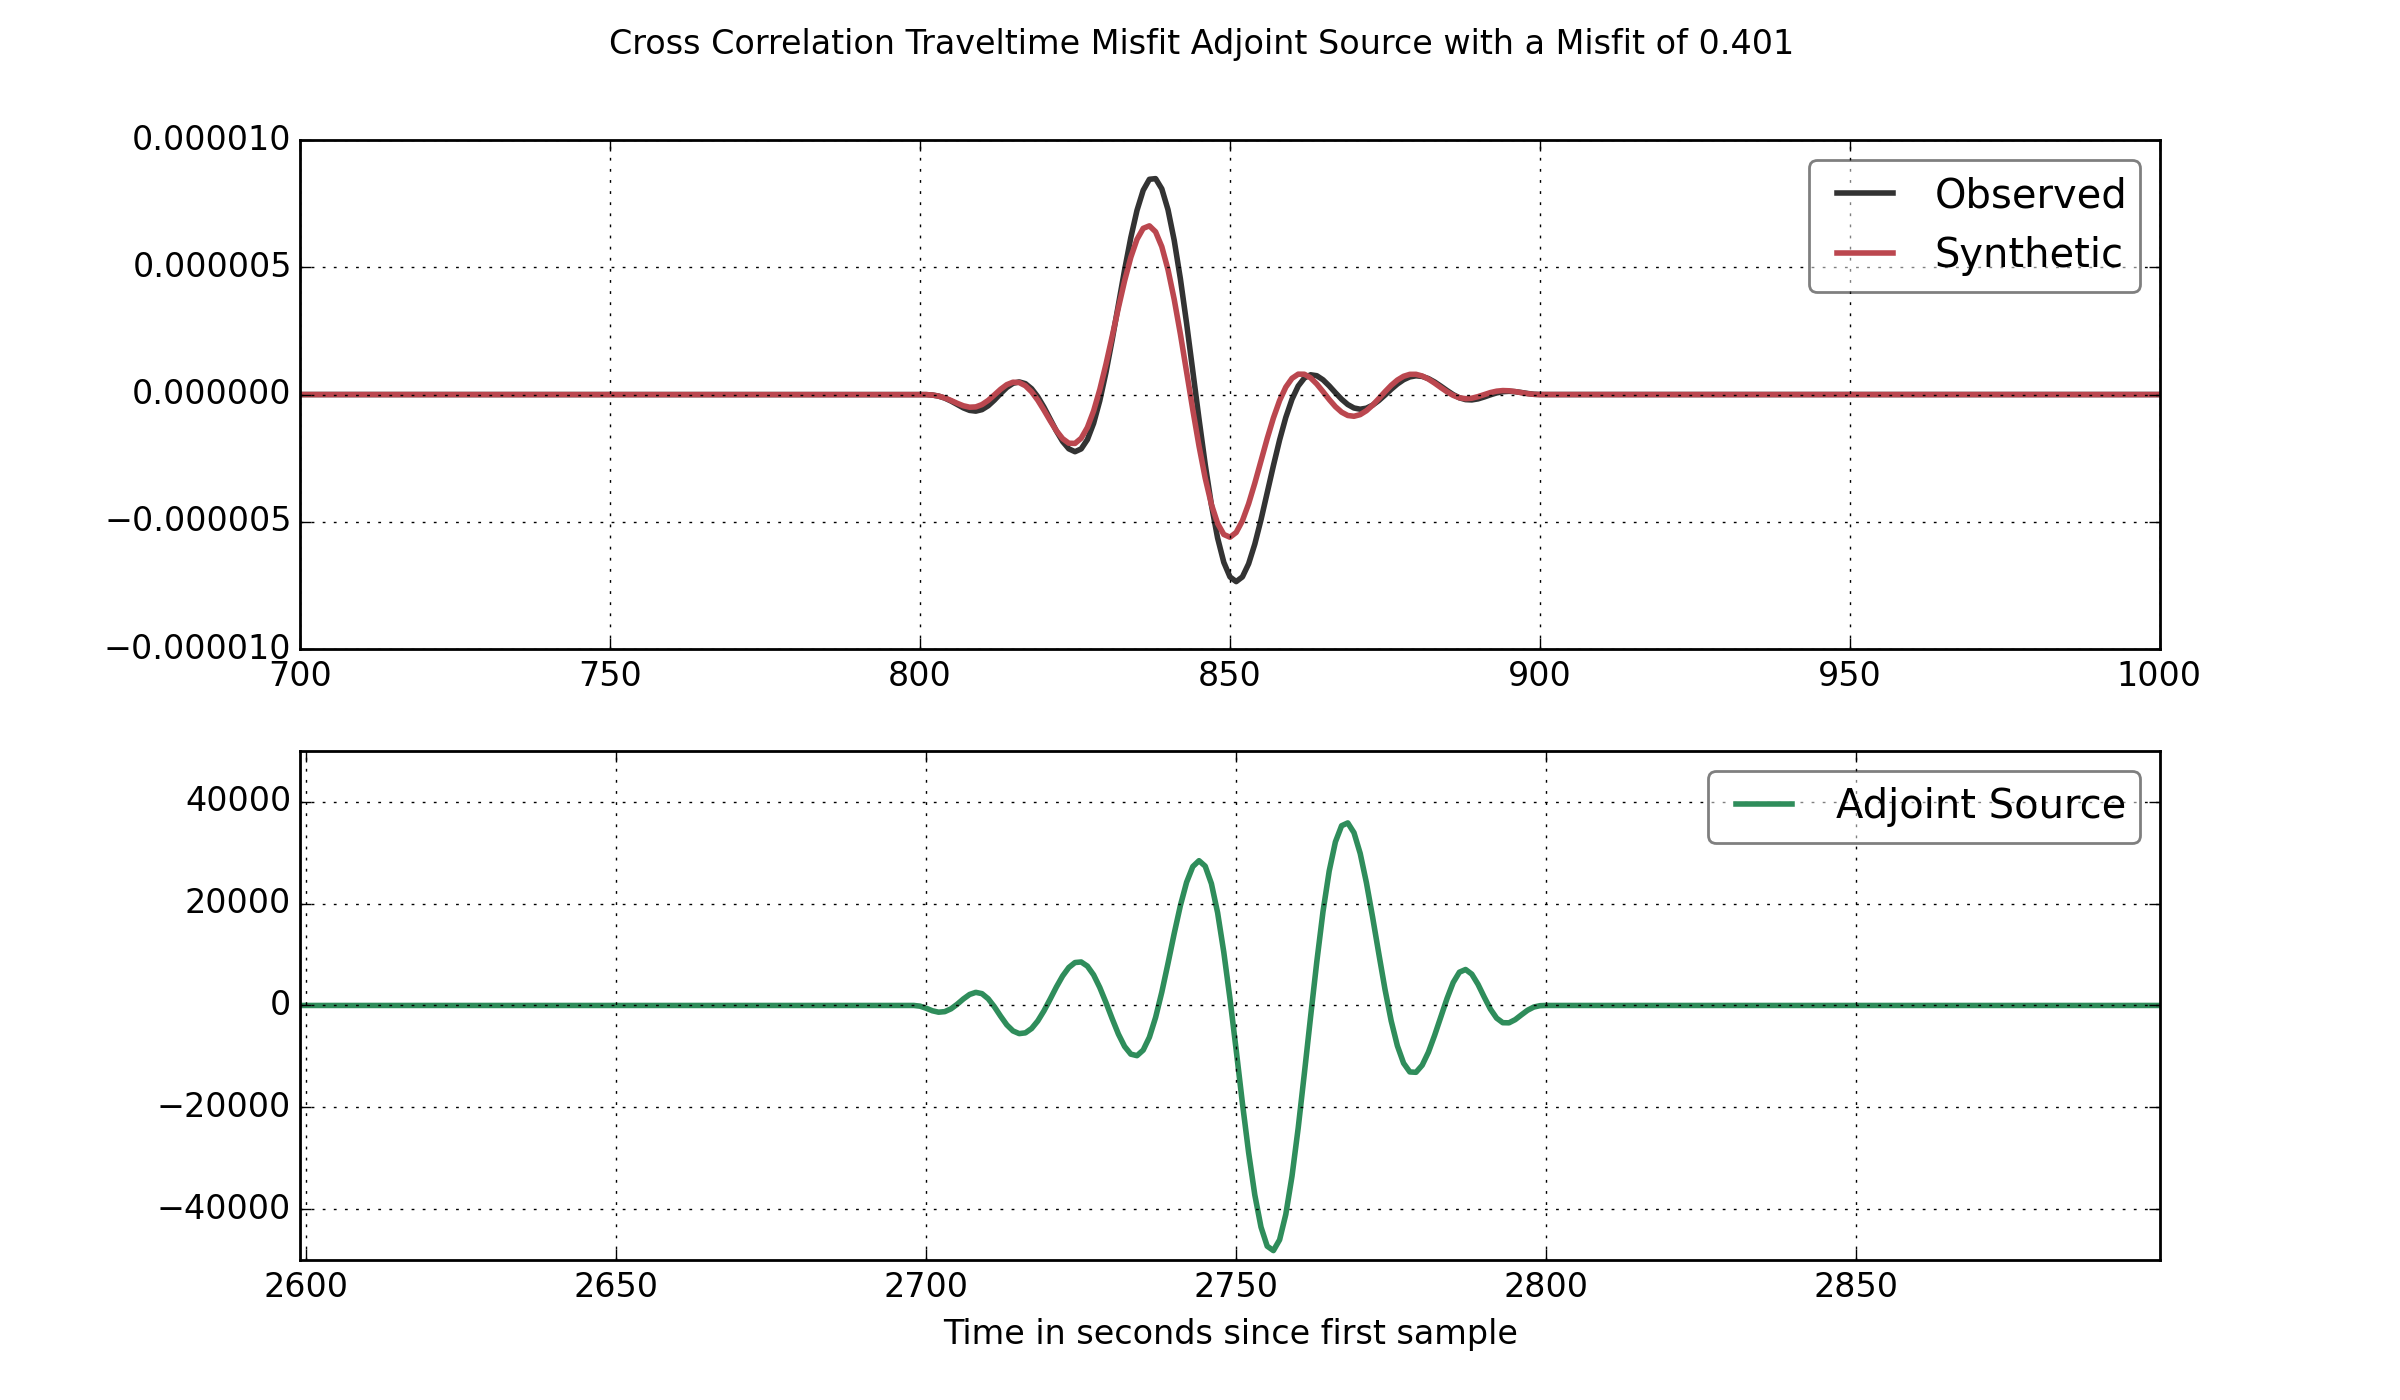 Cross Correlation Traveltime Misfit Adjoint Source with a Misfit of 0.401
0.000010
0.000005
0.000000
−0.000005
−0.000010
Observed
Synthetic
700 750 800 850 900 950 1000
40000
20000
0
−20000
−40000
Adjoint Source
2600 2650 2700 2750 2800 2850
Time in seconds since first sample